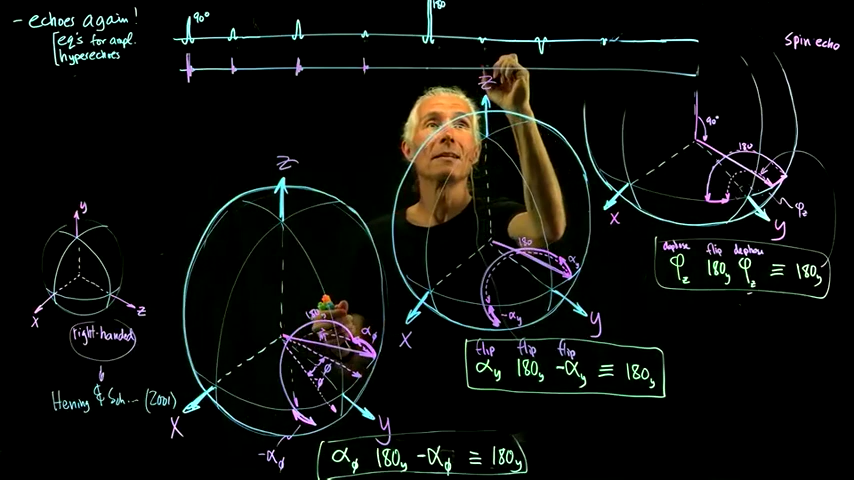 - echoes again!
[eq's for ampl.
hyperechoes
90°
180
Spin echo
z
90°
180
x
y
φz
dephase flip dephase
φz 180y φz ≡ 180y
z
180
αy
-αy
x
y
flip flip flip
αy 180y -αy ≡ 180y
z
180y
αφ
φ
φ
x
y
-αφ
αφ 180y -αφ ≡ 180y
y
x
z
right-handed
Hennig & Sch... (2001)